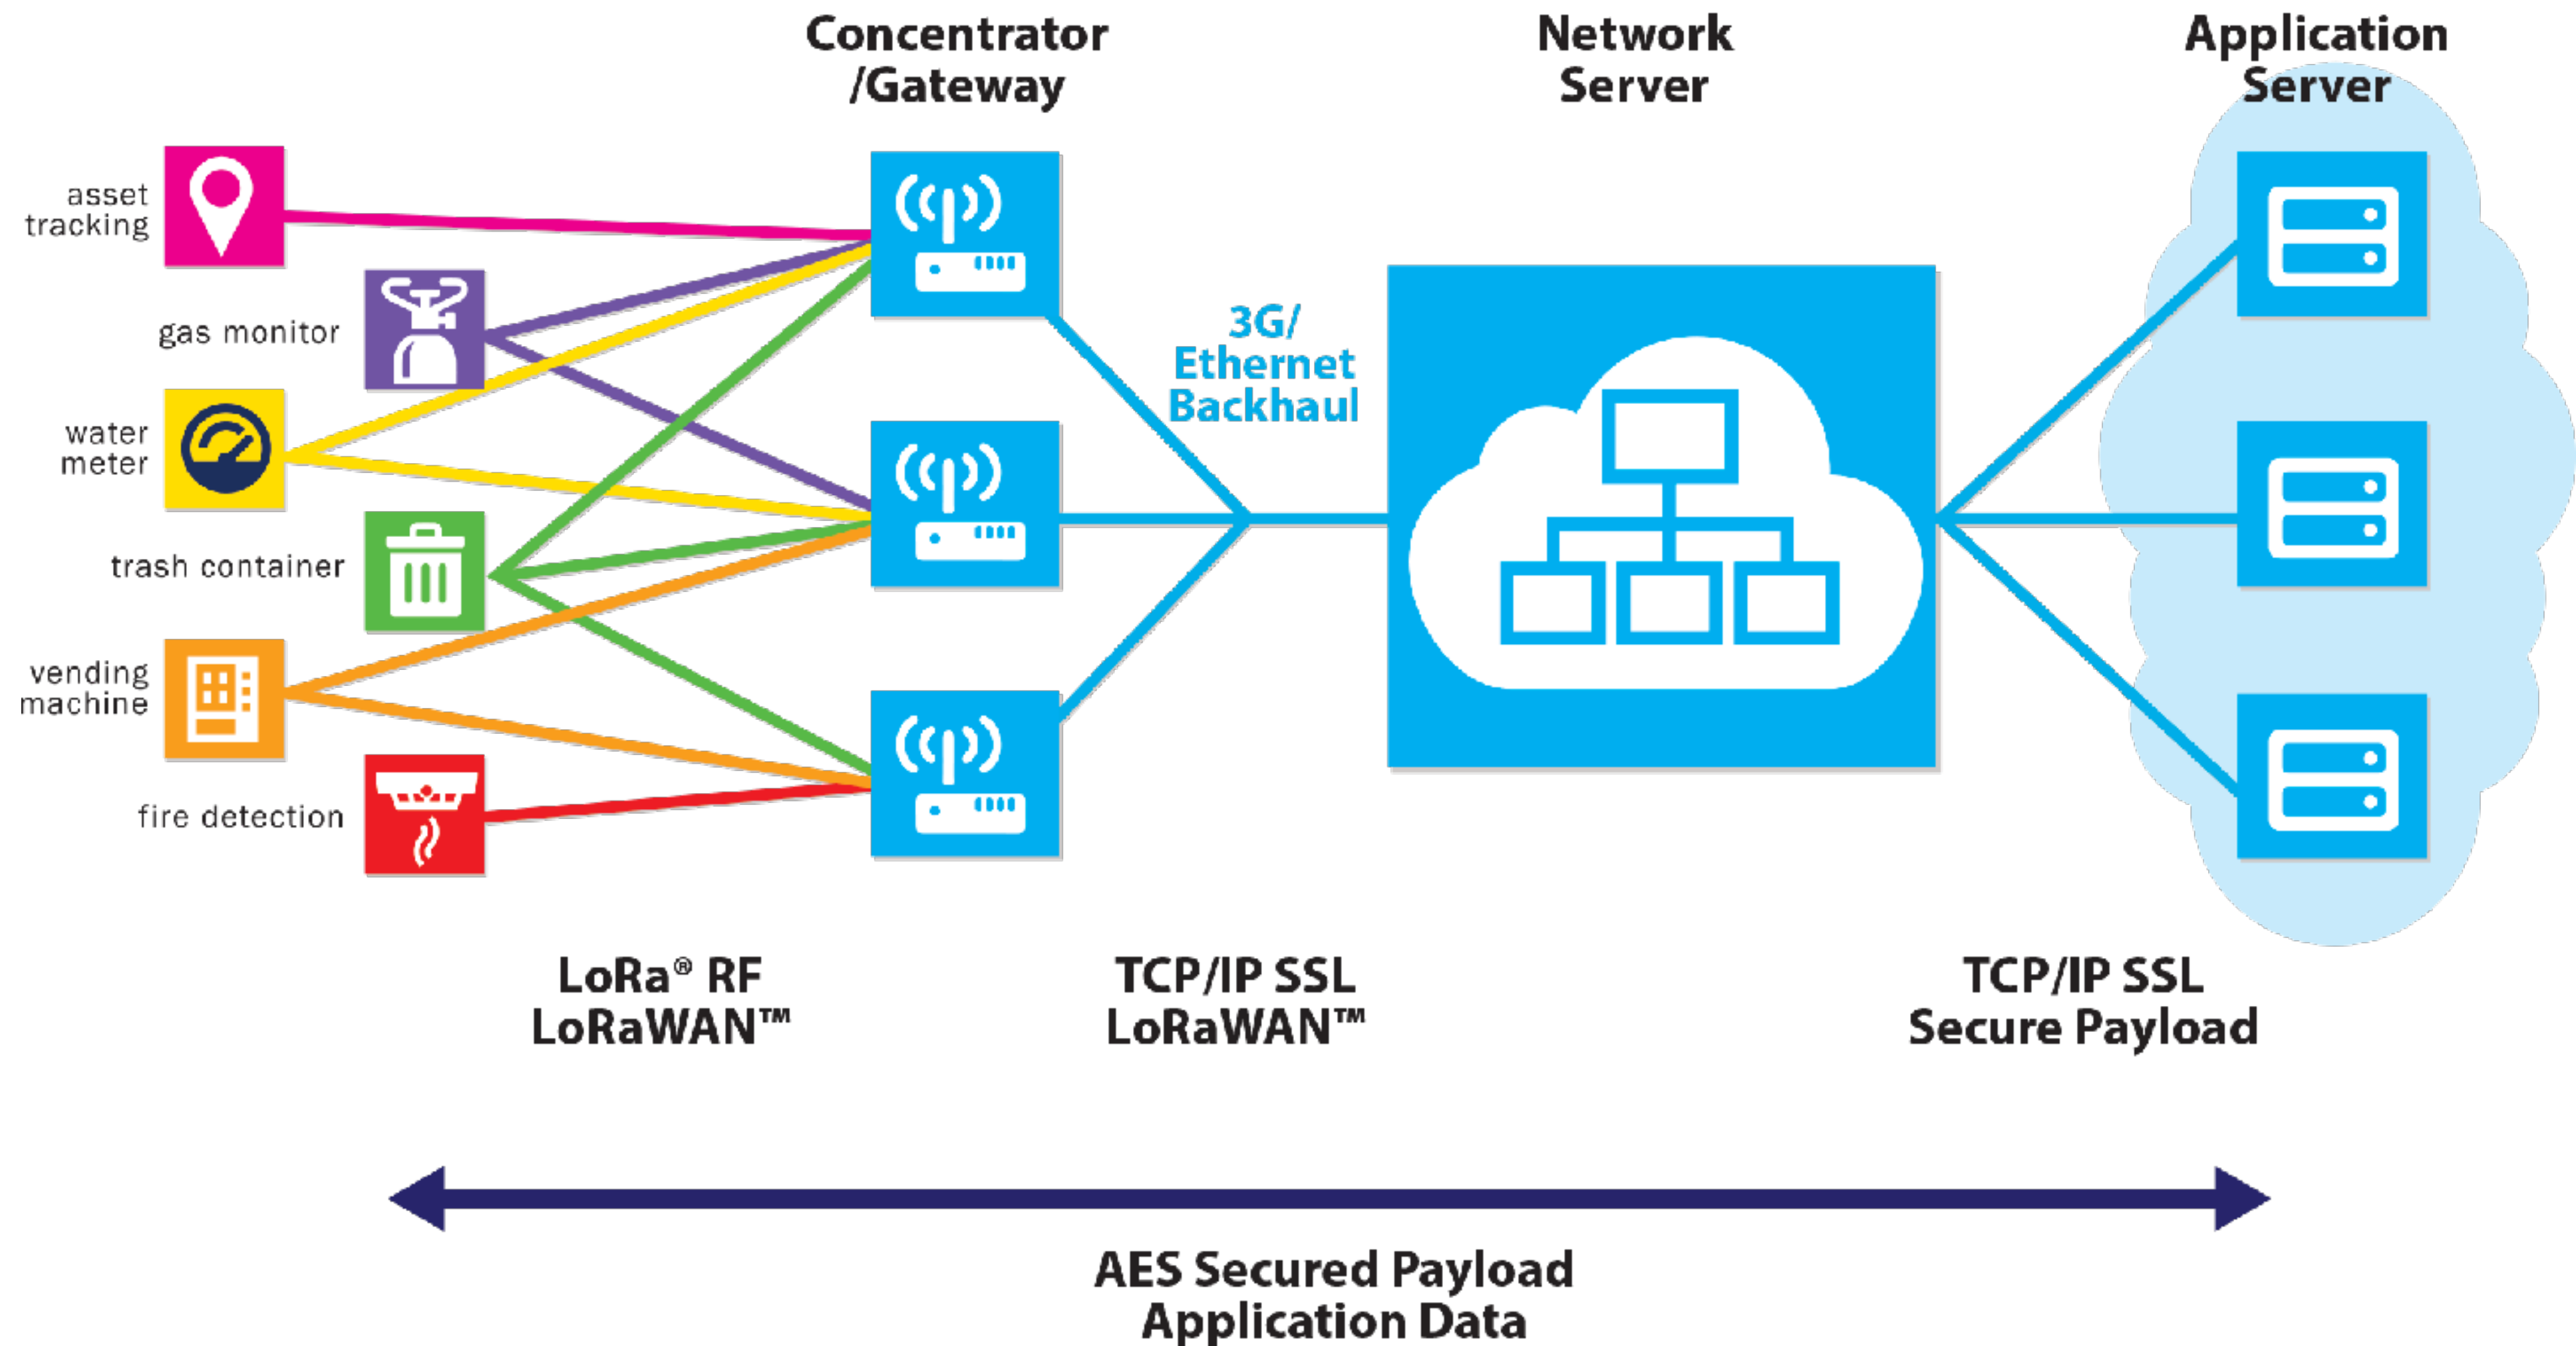 Concentrator
/Gateway
Network
Server
Application
Server
asset
tracking
gas monitor
water
meter
trash container
vending
machine
fire detection
3G/
Ethernet
Backhaul
LoRa® RF
LoRaWAN™
TCP/IP SSL
LoRaWAN™
TCP/IP SSL
Secure Payload
AES Secured Payload
Application Data